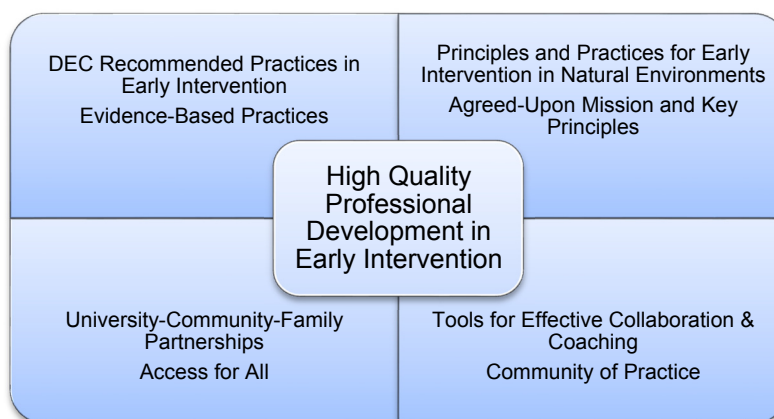 DEC Recommended Practices in
Early Intervention
Evidence-Based Practices
Principles and Practices for Early
Intervention in Natural Environments
Agreed-Upon Mission and Key
Principles
High Quality
Professional
Development in
Early Intervention
University-Community-Family
Partnerships
Access for All
Tools for Effective Collaboration &
Coaching
Community of Practice